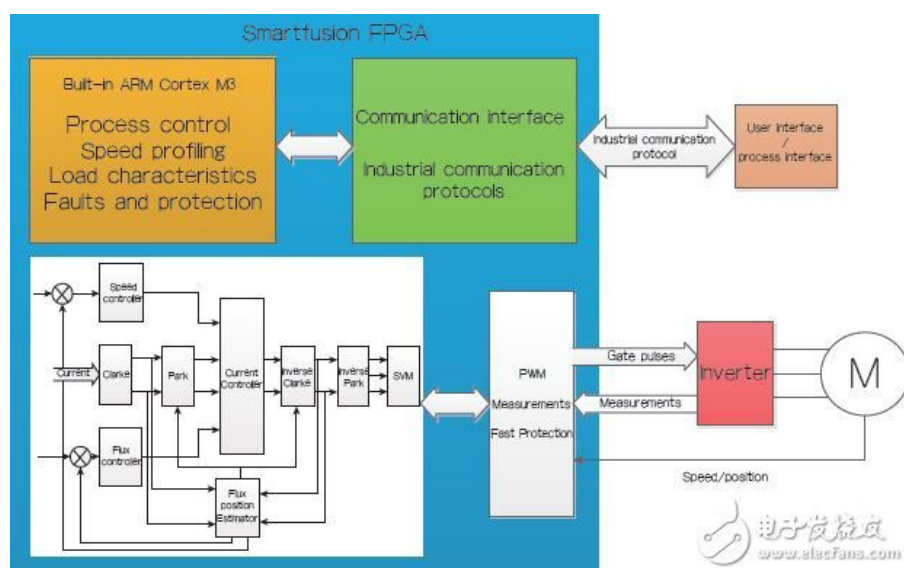 Smartfusion FPGA
Built-in ARM Cortex M3
Process control
Speed profiling
Load characteristics
Faults and protection
Communication interface
Industrial communication
protocols
Industrial communication
protocol
User interface
/
process interface
Speed
controller
Current
Clarke
Park
Current
Controller
Inverse
Clarke
Inverse
Park
SVM
Flux
controller
Flux
position
Estimator
PWM
Measurements
Fast Protection
Gate pulses
Measurements
Inverter
M
Speed/position
电子发烧友
www.elecfans.com